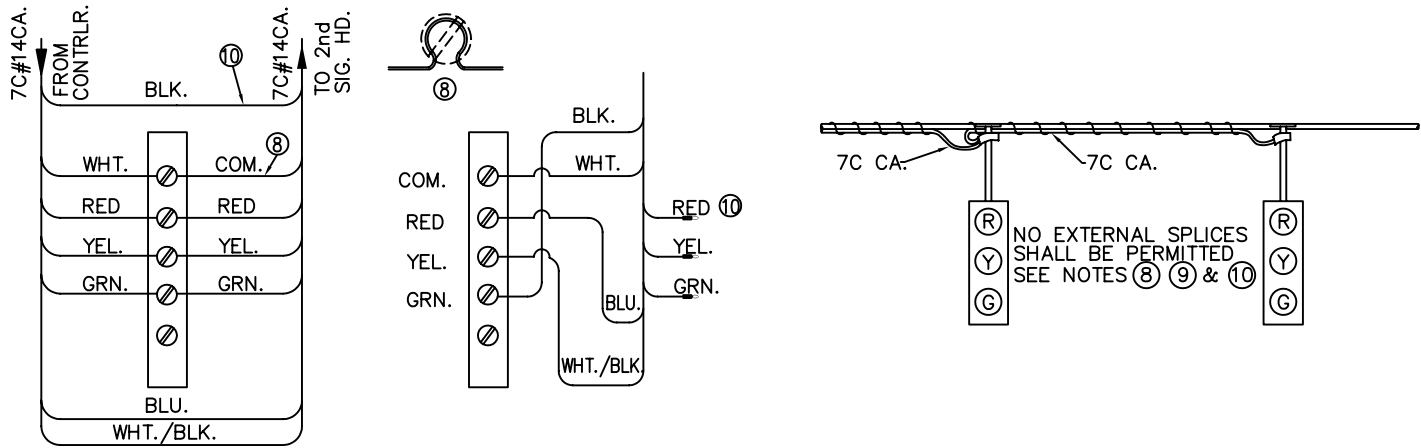 7C#14CA.
FROM
CONTRLR.
BLK.
10
7C#14CA.
TO 2nd
SIG. HD.
8
WHT.
COM.
8
RED
RED
YEL.
YEL.
GRN.
GRN.
BLU.
WHT./BLK.
BLK.
WHT.
COM.
RED
YEL.
GRN.
RED 10
YEL.
GRN.
BLU.
WHT./BLK.
7C CA.
7C CA.
R
Y
G
NO EXTERNAL SPLICES
SHALL BE PERMITTED
SEE NOTES 8 9 & 10
R
Y
G